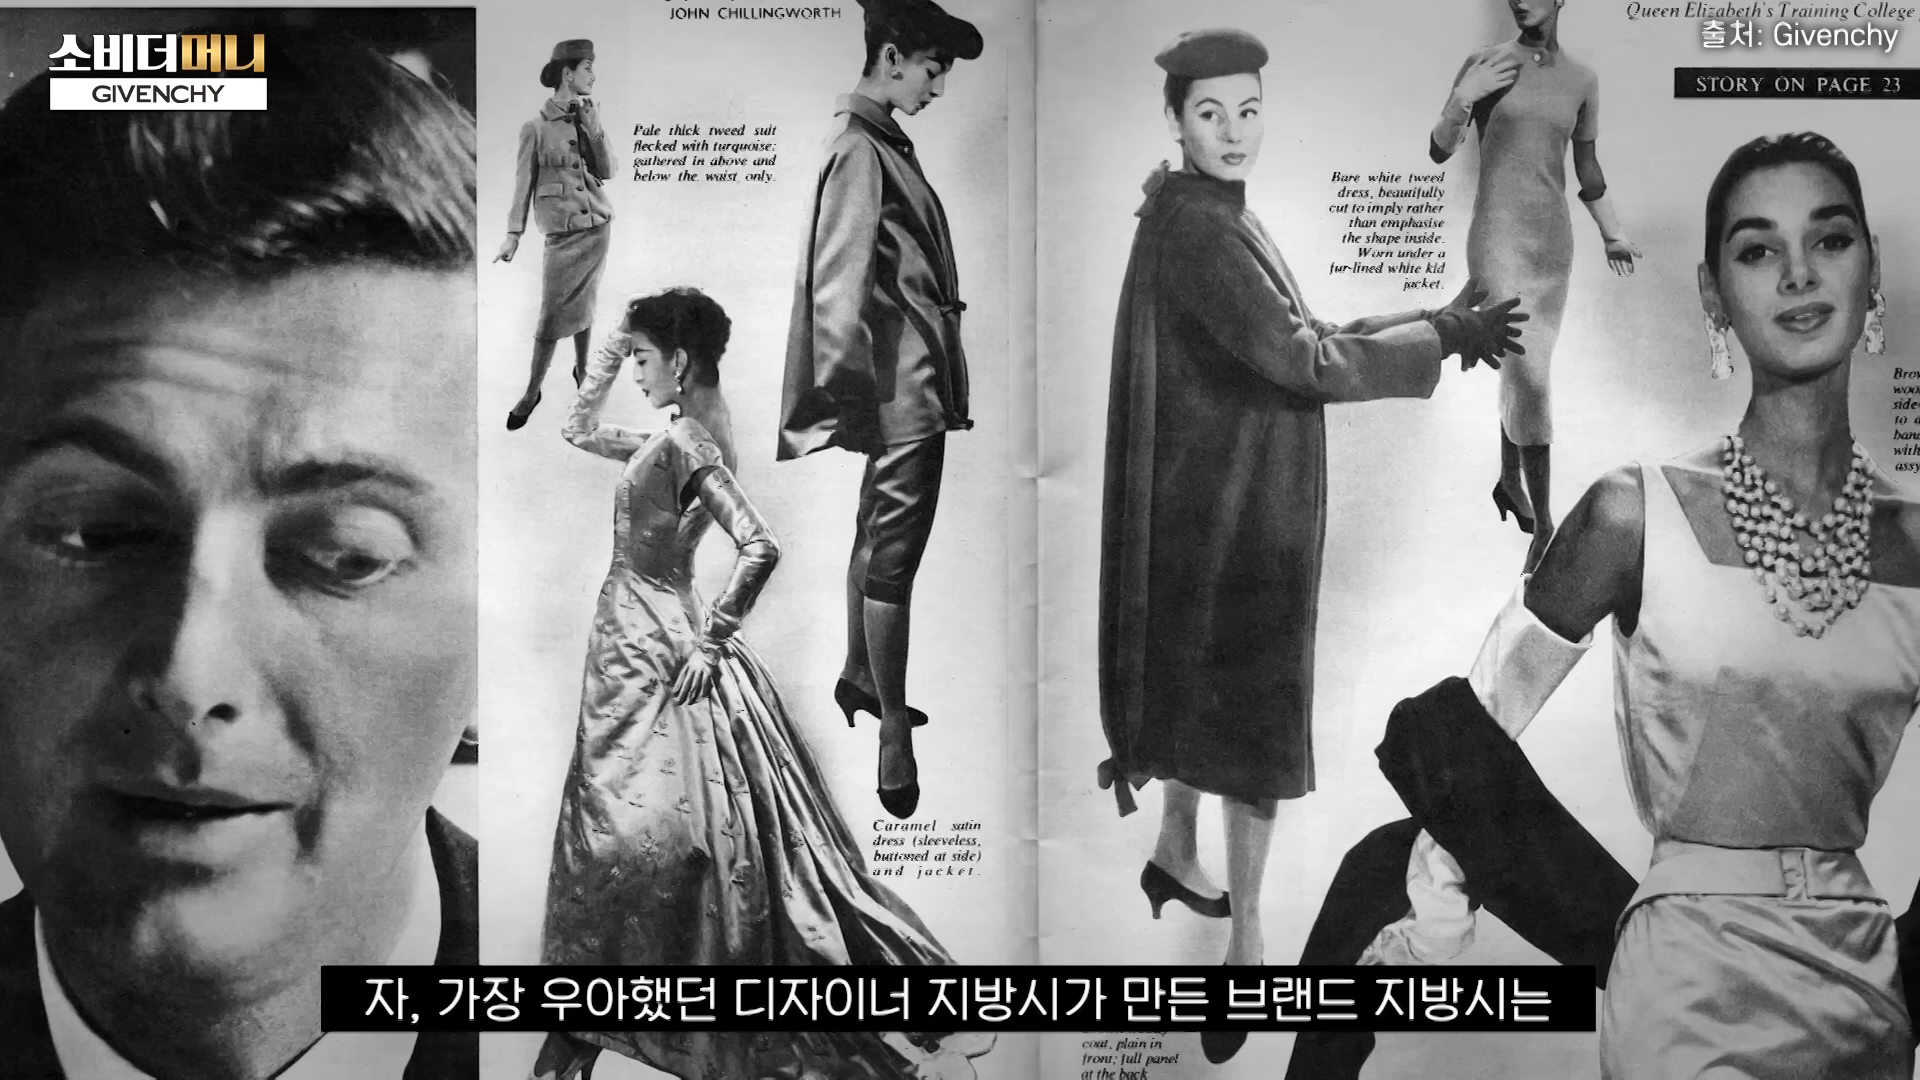 소비더머니
GIVENCHY
JOHN CHILLINGWORTH
Queen Elizabeth's Training College
출처: Givenchy
STORY ON PAGE 23
Pale thick tweed suit
flecked with turquoise:
gathered in above and
below the waist only.
Bare white tweed
dress, beautifully
cut to imply rather
than emphasise
the shape inside.
Worn under a
fur-lined white kid
jacket.
Caramel satin
dress (sleeveless,
buttoned at side)
and jacket.
자, 가장 우아했던 디자이너 지방시가 만든 브랜드 지방시는
coat, plain in
front; full panel
at the back